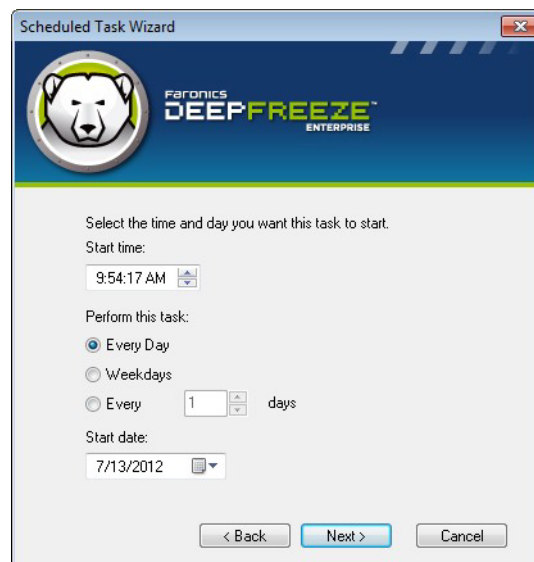 Scheduled Task Wizard
Faronics
DEEPFREEZE™
ENTERPRISE
Select the time and day you want this task to start.
Start time:
9:54:17 AM
Perform this task:
Every Day
Weekdays
Every 1 days
Start date:
7/13/2012
< Back Next > Cancel